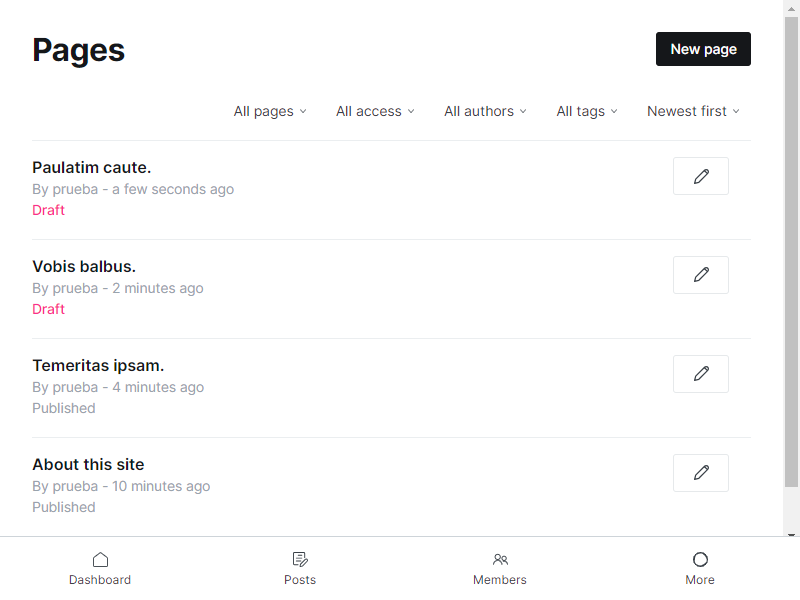 Pages
New page
All pages
All access
All authors
All tags
Newest first
Paulatim caute.
By prueba - a few seconds ago
Draft
Vobis balbus.
By prueba - 2 minutes ago
Draft
Temeritas ipsam.
By prueba - 4 minutes ago
Published
About this site
By prueba - 10 minutes ago
Published
Dashboard
Posts
Members
More